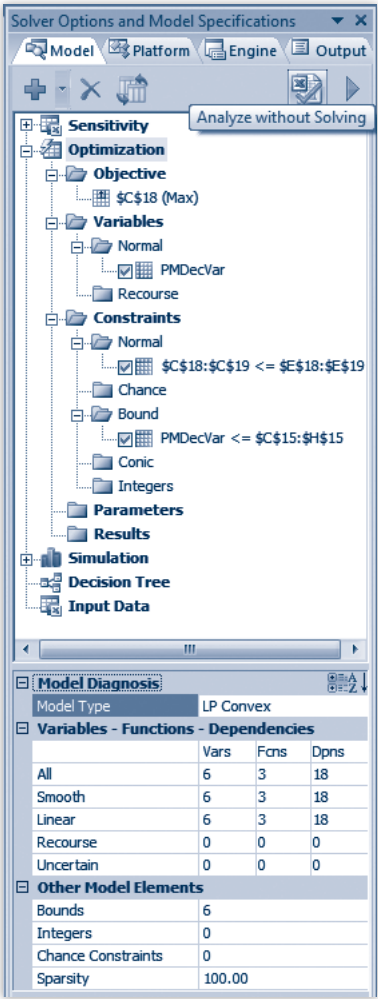 Solver Options and Model Specifications
Model Platform Engine Output
Analyze without Solving
Sensitivity
Optimization
Objective
$C$18 (Max)
Variables
Normal
PMDecVar
Recourse
Constraints
Normal
$C$18:$C$19 <= $E$18:$E$19
Chance
Bound
PMDecVar <= $C$15:$H$15
Conic
Integers
Parameters
Results
Simulation
Decision Tree
Input Data
Model Diagnosis
Model Type LP Convex
Variables - Functions - Dependencies
Vars Fcns Dpns
All 6 3 18
Smooth 6 3 18
Linear 6 3 18
Recourse 0 0 0
Uncertain 0 0 0
Other Model Elements
Bounds 6
Integers 0
Chance Constraints 0
Sparsity 100.00